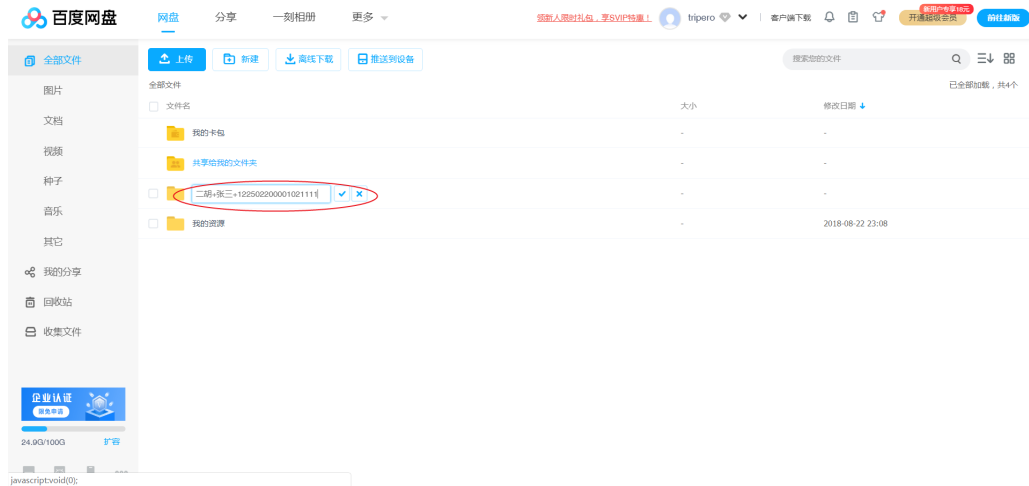 百度网盘 网盘 分享 一刻相册 更多 领新人限时礼包，享SVIP特惠！ tripero 客户端下载 新用户专享18元 开通超级会员 前往新版
全部文件 上传 新建 离线下载 推送到设备 搜索您的文件
图片 全部文件 已全部加载，共4个
文件名 大小 修改日期
文档 我的卡包 - -
视频 共享给我的文件夹 - -
种子 二胡+张三+122502200001021111 - -
音乐 我的资源 - 2018-08-22 23:08
其它
我的分享
回收站
收集文件
企业认证
限免申请
24.9G/100G 扩容
javascript:void(0);